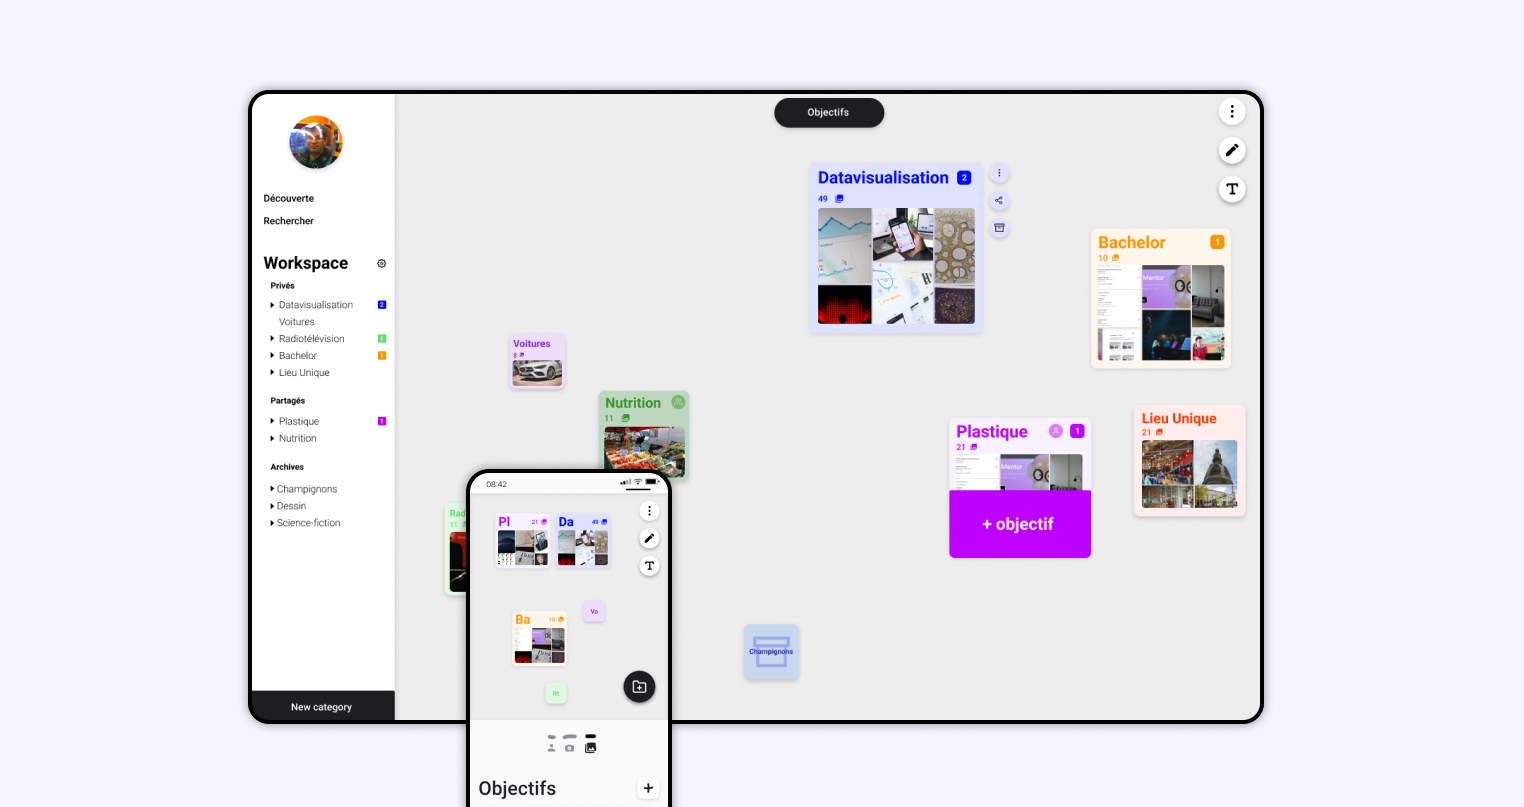 Découverte
Rechercher
Workspace
Privés
Datavisualisation 2
Voitures
Radiotélévision 1
Bachelor 1
Lieu Unique
Partagés
Plastique 1
Nutrition
Archives
Champignons
Dessin
Science-fiction
New category
Objectifs
T
Datavisualisation 2
49
Bachelor 1
10
Mentor
Voitures
8
Nutrition
11
Plastique 1
21
Mentor
+ objectif
Lieu Unique
21
Rad
11
Champignons
08:42
Pl 21
Da 49
T
Vo
Ba 10
Objectifs
+